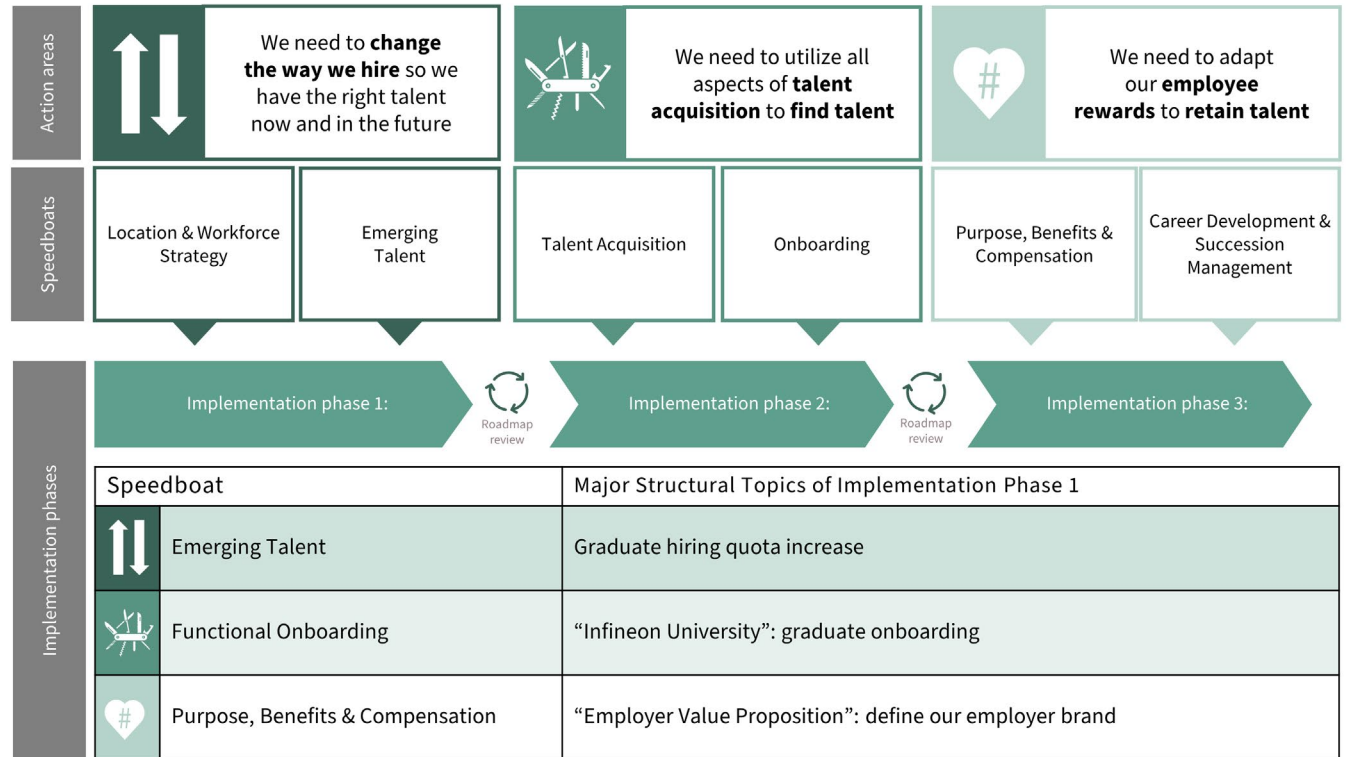 Action areas
We need to change
the way we hire so we
have the right talent
now and in the future
We need to utilize all
aspects of talent
acquisition to find talent
We need to adapt
our employee
rewards to retain talent
#
Speedboats
Location & Workforce
Strategy
Emerging
Talent
Talent Acquisition
Onboarding
Purpose, Benefits &
Compensation
Career Development &
Succession
Management
Implementation phases
Implementation phase 1:
Roadmap
review
Implementation phase 2:
Roadmap
review
Implementation phase 3:
Speedboat
Major Structural Topics of Implementation Phase 1
Emerging Talent
Graduate hiring quota increase
Functional Onboarding
“Infineon University”: graduate onboarding
#
Purpose, Benefits & Compensation
“Employer Value Proposition”: define our employer brand